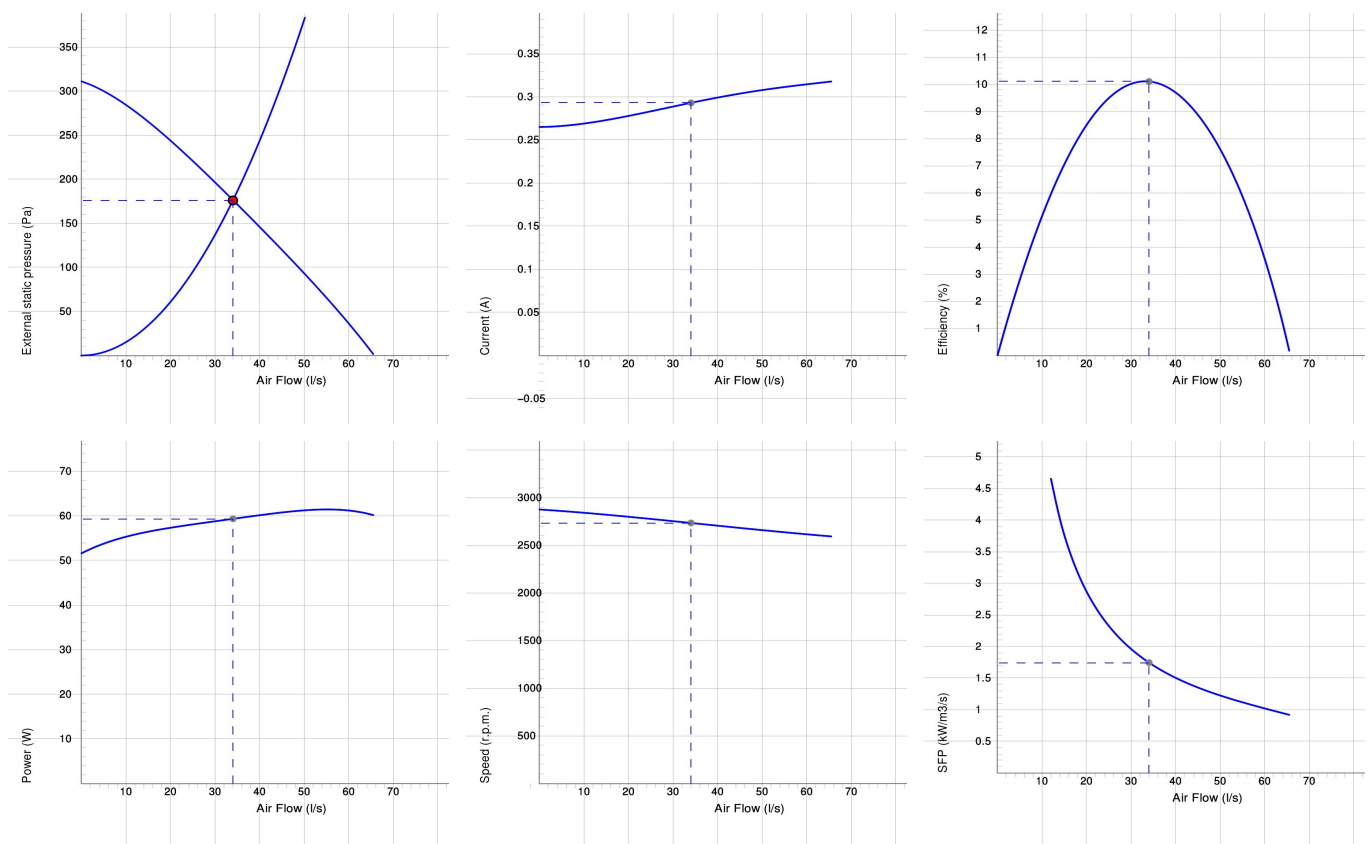 350
300
250
200
150
100
50
External static pressure (Pa)
10 20 30 40 50 60 70
Air Flow (l/s)
0.35
0.3
0.25
0.2
0.15
0.1
0.05
−0.05
Current (A)
10 20 30 40 50 60 70
Air Flow (l/s)
12
11
10
9
8
7
6
5
4
3
2
1
Efficiency (%)
10 20 30 40 50 60 70
Air Flow (l/s)
70
60
50
40
30
20
10
Power (W)
10 20 30 40 50 60 70
Air Flow (l/s)
3000
2500
2000
1500
1000
500
Speed (r.p.m.)
10 20 30 40 50 60 70
Air Flow (l/s)
5
4.5
4
3.5
3
2.5
2
1.5
1
0.5
SFP (kW/m3/s)
10 20 30 40 50 60 70
Air Flow (l/s)